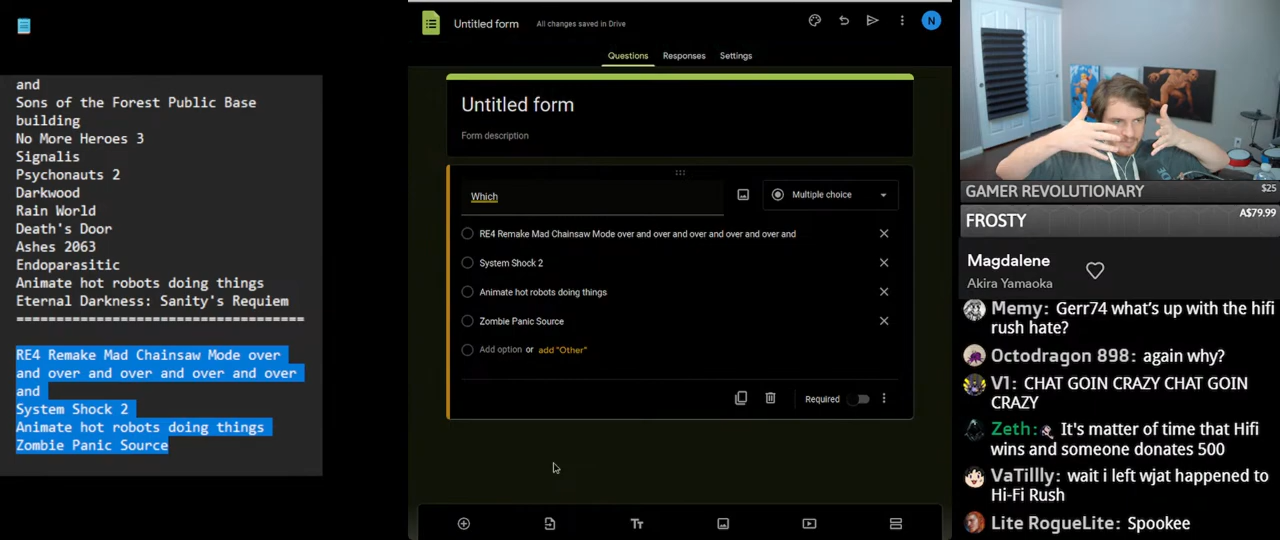 and
Sons of the Forest Public Base
building
No More Heroes 3
Signalis
Psychonauts 2
Darkwood
Rain World
Death's Door
Ashes 2063
Endoparasitic
Animate hot robots doing things
Eternal Darkness: Sanity's Requiem
====================================
RE4 Remake Mad Chainsaw Mode over
and over and over and over and over
and
System Shock 2
Animate hot robots doing things
Zombie Panic Source
Untitled form
All changes saved in Drive
N
Questions
Responses
Settings
Untitled form
Form description
Which
Multiple choice
RE4 Remake Mad Chainsaw Mode over and over and over and over and over and
System Shock 2
Animate hot robots doing things
Zombie Panic Source
Add option or add "Other"
Required
Tт
GAMER REVOLUTIONARY $25
FROSTY A$79.99
Magdalene
Akira Yamaoka
Memy: Gerr74 what's up with the hifi
rush hate?
Octodragon 898: again why?
V1: CHAT GOIN CRAZY CHAT GOIN
CRAZY
Zeth: It's matter of time that Hifi
wins and someone donates 500
VaTillly: wait i left wjat happened to
Hi-Fi Rush
Lite RogueLite: Spookee